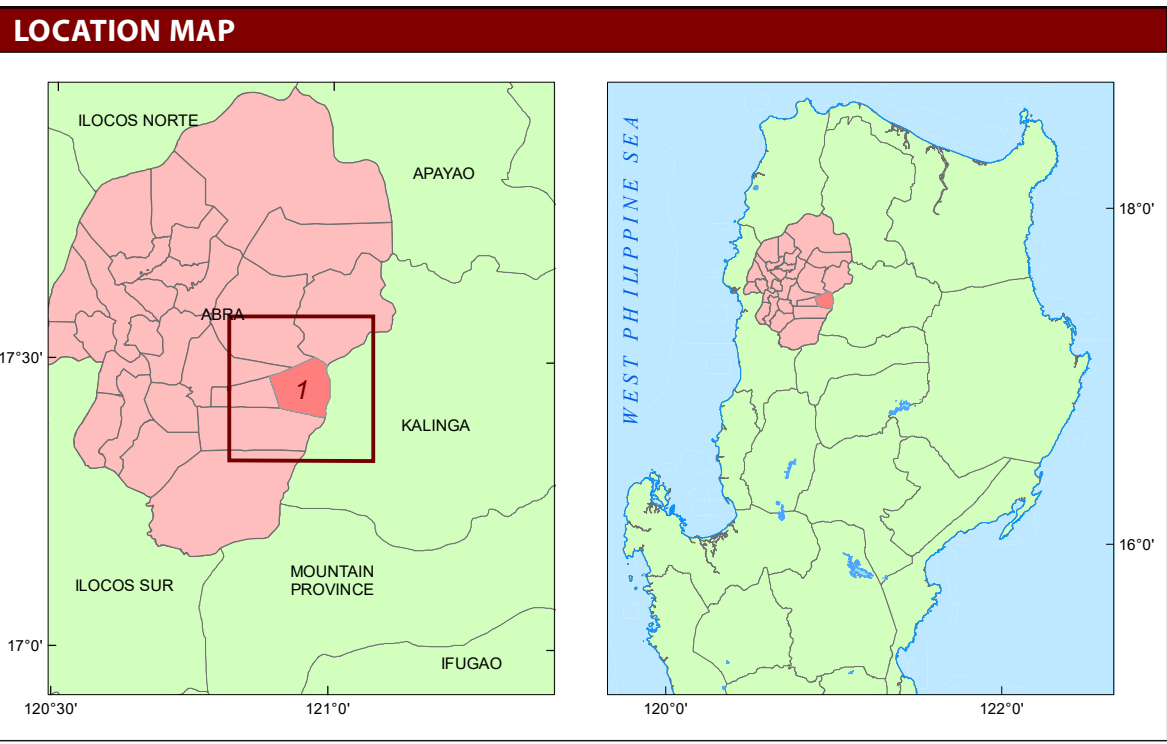 LOCATION MAP
ILOCOS NORTE
APAYAO
ABRA
17°30'
1
KALINGA
ILOCOS SUR
MOUNTAIN
PROVINCE
17°0'
IFUGAO
120°30'
121°0'
WEST PHILIPPINE SEA
18°0'
16°0'
120°0'
122°0'